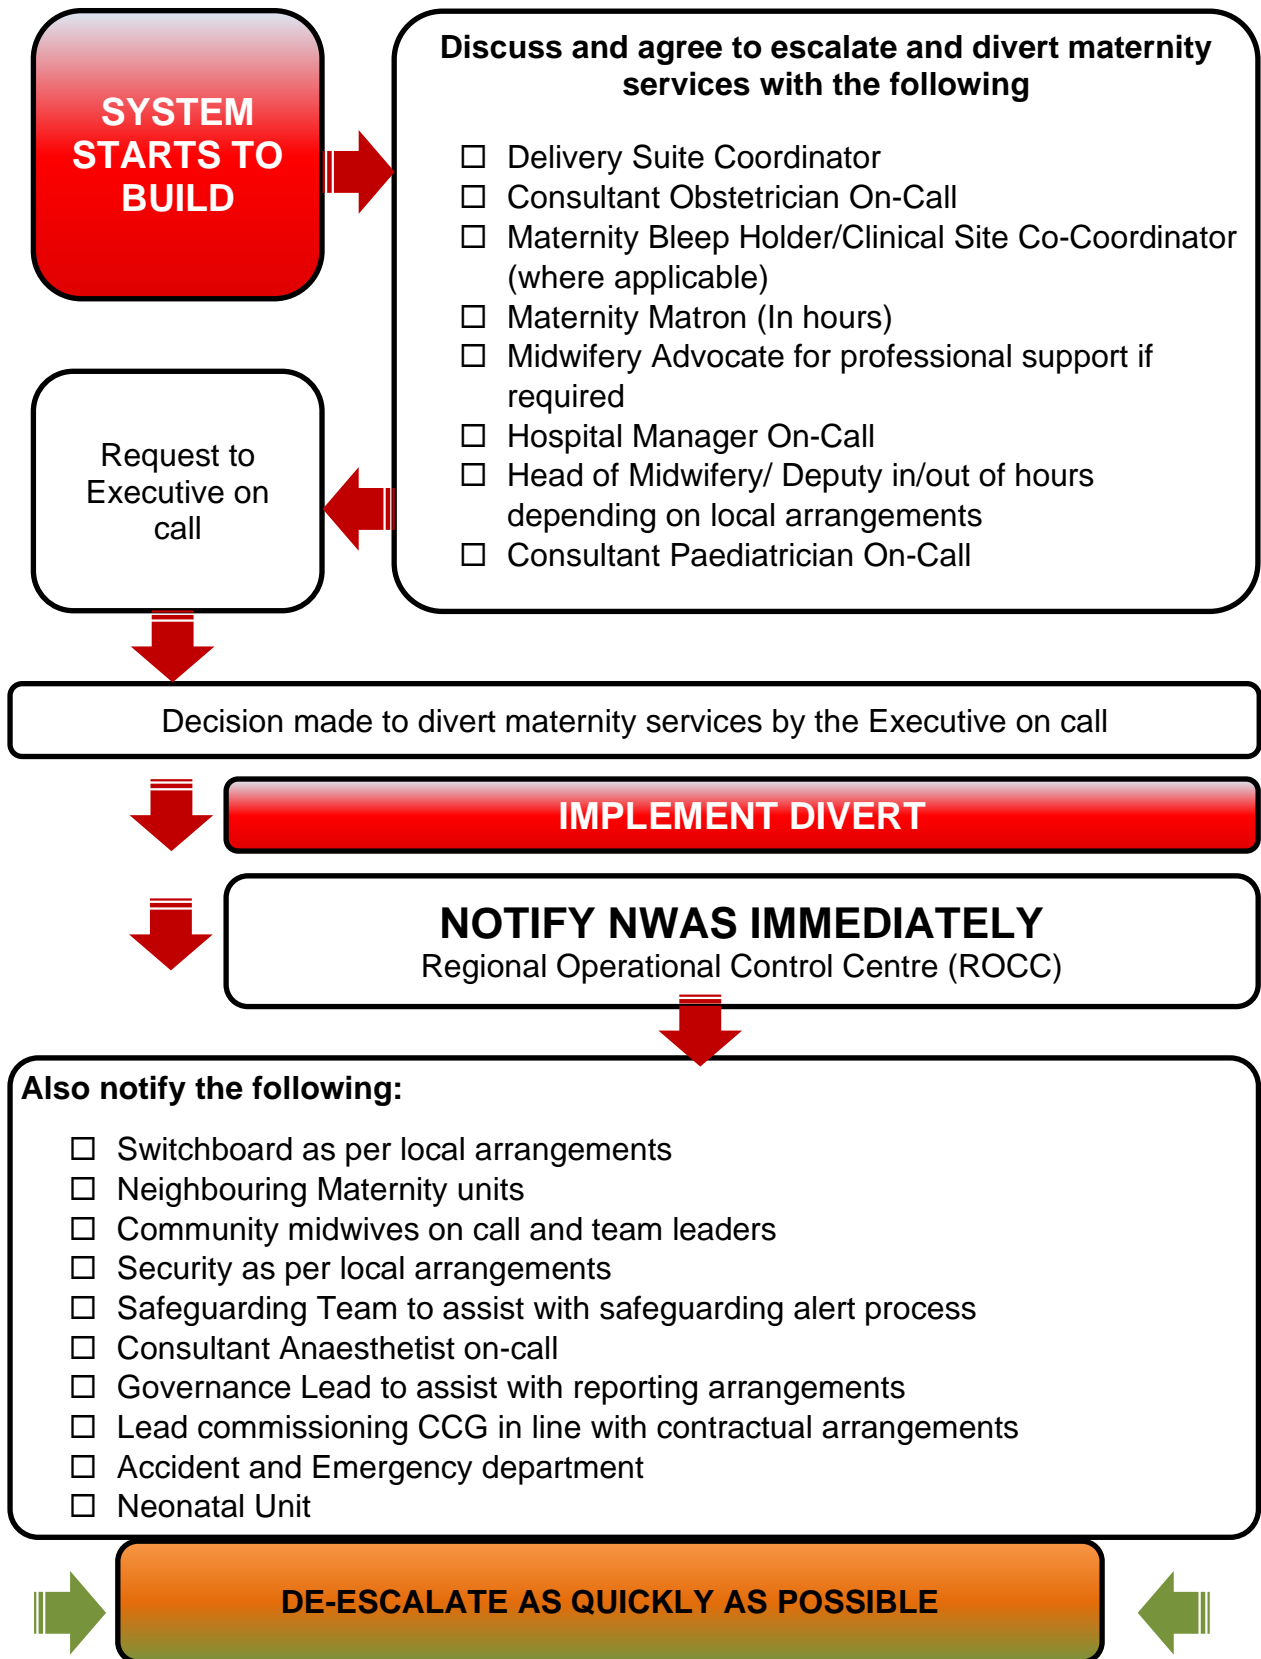 SYSTEM
STARTS TO
BUILD
Discuss and agree to escalate and divert maternity
services with the following
☐ Delivery Suite Coordinator
☐ Consultant Obstetrician On-Call
☐ Maternity Bleep Holder/Clinical Site Co-Coordinator
(where applicable)
☐ Maternity Matron (In hours)
☐ Midwifery Advocate for professional support if
required
☐ Hospital Manager On-Call
☐ Head of Midwifery/ Deputy in/out of hours
depending on local arrangements
☐ Consultant Paediatrician On-Call
Request to
Executive on
call
Decision made to divert maternity services by the Executive on call
IMPLEMENT DIVERT
NOTIFY NWAS IMMEDIATELY
Regional Operational Control Centre (ROCC)
Also notify the following:
☐ Switchboard as per local arrangements
☐ Neighbouring Maternity units
☐ Community midwives on call and team leaders
☐ Security as per local arrangements
☐ Safeguarding Team to assist with safeguarding alert process
☐ Consultant Anaesthetist on-call
☐ Governance Lead to assist with reporting arrangements
☐ Lead commissioning CCG in line with contractual arrangements
☐ Accident and Emergency department
☐ Neonatal Unit
DE-ESCALATE AS QUICKLY AS POSSIBLE